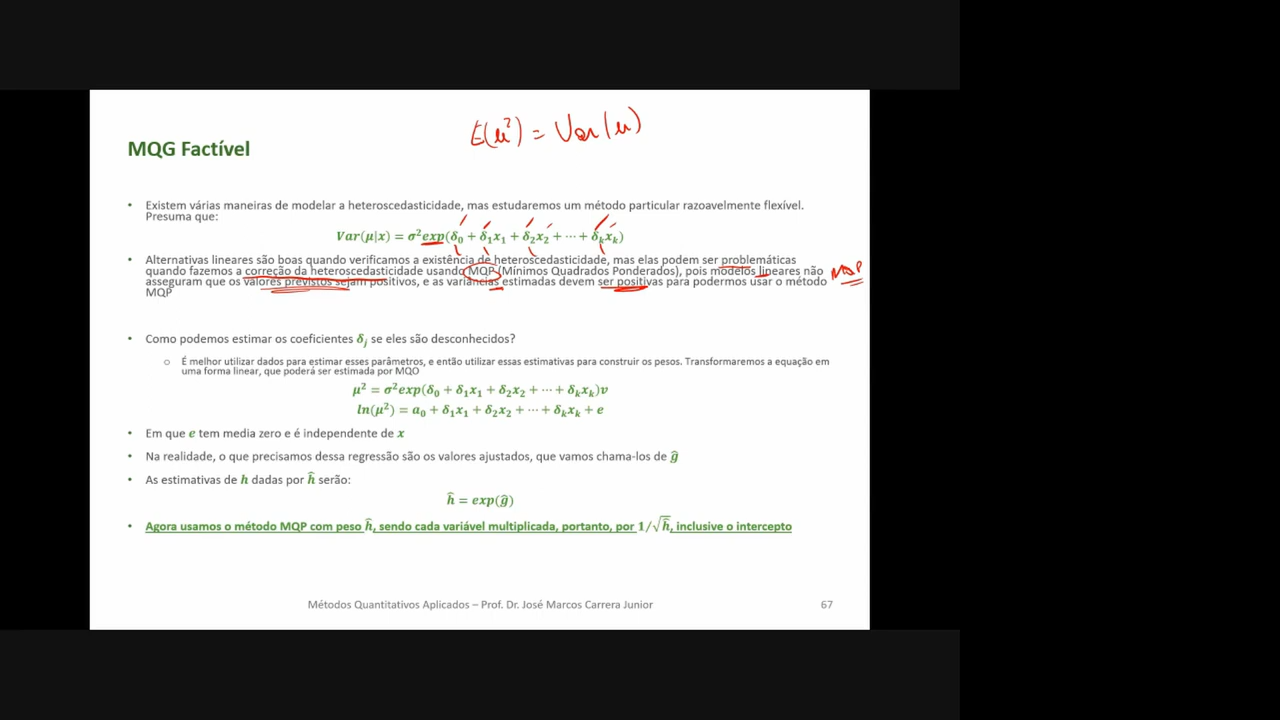 E(μ²) = Var(μ)
MQG Factível
• Existem várias maneiras de modelar a heteroscedasticidade, mas estudaremos um método particular razoavelmente flexível.
Presuma que:
Var(μ|x) = σ²exp(δ₀ + δ₁x₁ + δ₂x₂ + ⋯ + δₖxₖ)
• Alternativas lineares são boas quando verificamos a existência de heteroscedasticidade, mas elas podem ser problemáticas
quando fazemos a correção da heteroscedasticidade usando MQP (Mínimos Quadrados Ponderados), pois modelos lineares não
MQP
asseguram que os valores previstos sejam positivos, e as variâncias estimadas devem ser positivas para podermos usar o método
MQP
• Como podemos estimar os coeficientes δⱼ se eles são desconhecidos?
○ É melhor utilizar dados para estimar esses parâmetros, e então utilizar essas estimativas para construir os pesos. Transformaremos a equação em
uma forma linear, que poderá ser estimada por MQO
μ² = σ²exp(δ₀ + δ₁x₁ + δ₂x₂ + ⋯ + δₖxₖ)v
ln(μ²) = a₀ + δ₁x₁ + δ₂x₂ + ⋯ + δₖxₖ + e
• Em que e tem media zero e é independente de x
• Na realidade, o que precisamos dessa regressão são os valores ajustados, que vamos chama-los de ĝ
• As estimativas de h dadas por ĥ serão:
ĥ = exp(ĝ)
• Agora usamos o método MQP com peso ĥ, sendo cada variável multiplicada, portanto, por 1/√ĥ, inclusive o intercepto
Métodos Quantitativos Aplicados – Prof. Dr. José Marcos Carrera Junior
67